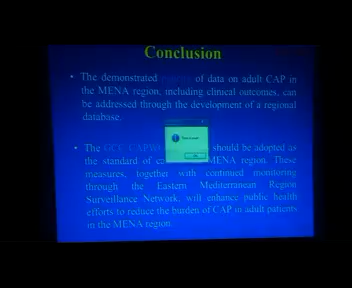 Conclusion
• The demonstrated of data on adult CAP in
the MENA region, including clinical outcomes, can
be addressed through the development of a regional
database.
• The GCC CAPWG should be adopted as
the standard of MENA region. These
measures, together with continued monitoring
through the Eastern Mediterranean Region
Surveillance Network, will enhance public health
efforts to reduce the burden of CAP in adult patients
in the MENA region